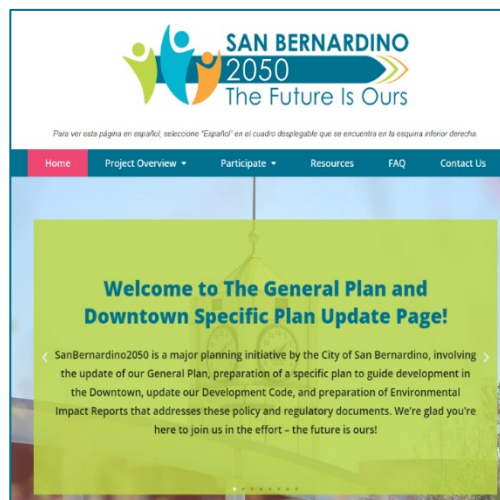 SAN BERNARDINO
2050
The Future Is Ours
Para ver esta página en español, seleccione "Español" en el cuadro desplegable que se encuentra en la esquina inferior derecha.
Home Project Overview Participate Resources FAQ Contact Us
Welcome to The General Plan and
Downtown Specific Plan Update Page!
SanBernardino2050 is a major planning initiative by the City of San Bernardino, involving
the update of our General Plan, preparation of a specific plan to guide development in
the Downtown, update our Development Code, and preparation of Environmental
Impact Reports that addresses these policy and regulatory documents. We're glad you're
here to join us in the effort – the future is ours!